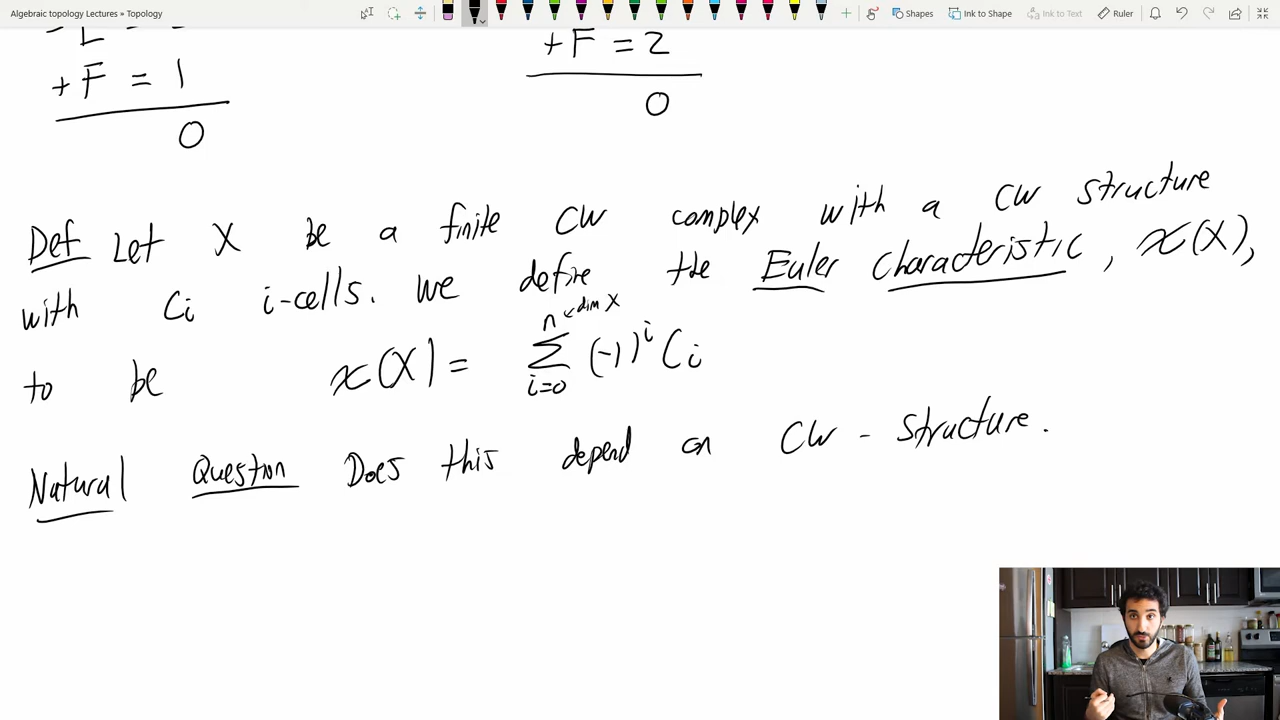 Algebraic topology Lectures » Topology
Shapes
Ink to Shape
Ink to Text
Ruler
+F = 1
0
+F = 2
0
Def Let X be a finite CW complex with a CW structure
with Ci i-cells. We define the Euler Characteristic, χ(X),
to be χ(X) = n ← dim X ∑ i=0 (-1)^i Ci
Natural Question Does this depend on CW - structure.